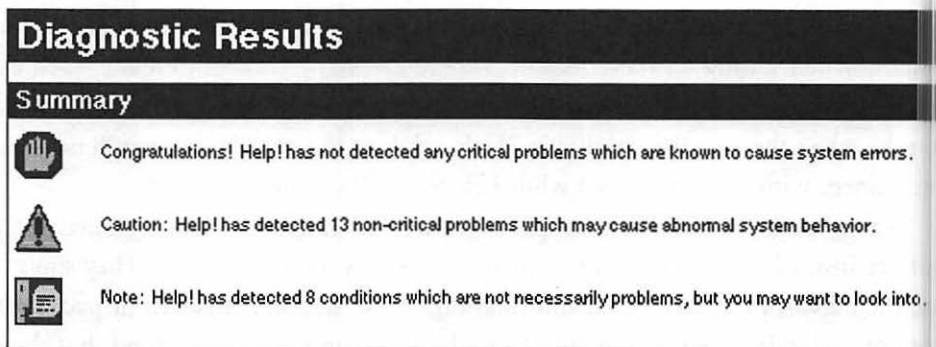 Diagnostic Results
Summary
Congratulations! Help! has not detected any critical problems which are known to cause system errors.
Caution: Help! has detected 13 non-critical problems which may cause abnormal system behavior.
Note: Help! has detected 8 conditions which are not necessarily problems, but you may want to look into.